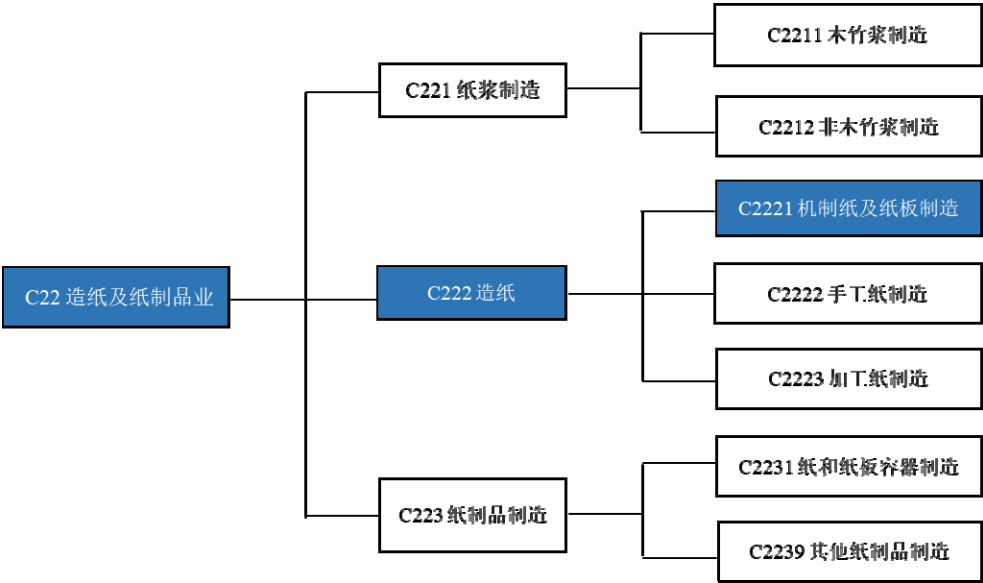 C22 造纸及纸制品业
C221 纸浆制造
C2211 木竹浆制造
C2212 非木竹浆制造
C222 造纸
C2221 机制纸及纸板制造
C2222 手工纸制造
C2223 加工纸制造
C223 纸制品制造
C2231 纸和纸板容器制造
C2239 其他纸制品制造